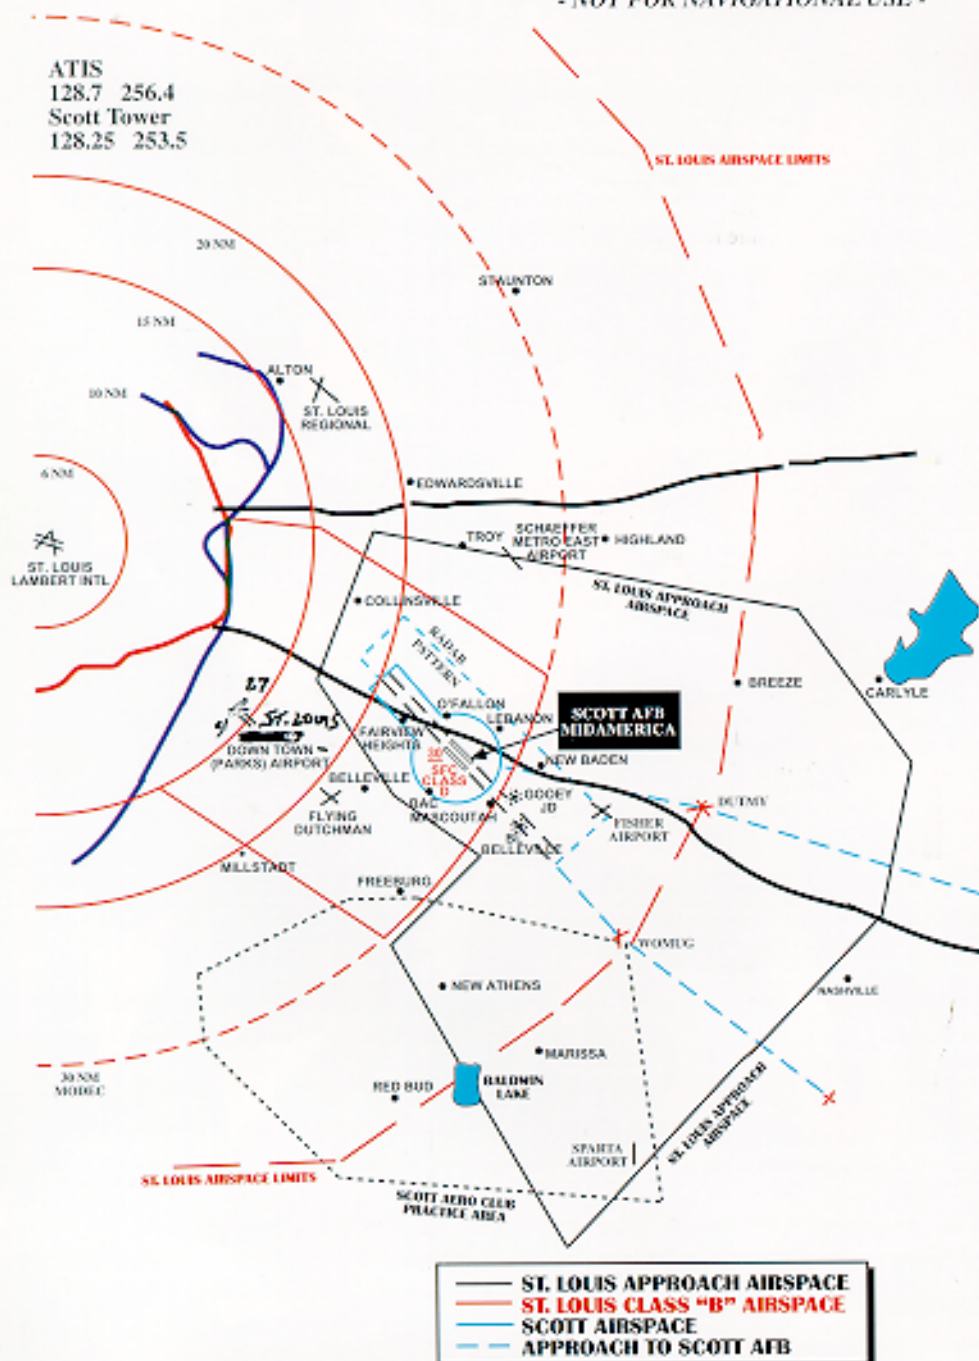 - NOT FOR NAVIGATIONAL USE -
ATIS
128.7 256.4
Scott Tower
128.25 253.5
ST. LOUIS AIRSPACE LIMITS
20 NM
STAUNTON
15 NM
ALTON
10 NM
ST. LOUIS
REGIONAL
6 NM
EDWARDSVILLE
TROY
SCHAEFFER
METRO EAST
AIRPORT
HIGHLAND
ST. LOUIS
LAMBERT INTL
ST. LOUIS APPROACH
AIRSPACE
COLLINSVILLE
RADAR
PATTERN
BREEZE
CARLYLE
ST. LOUIS
DOWN TOWN
(PARKS) AIRPORT
O'FALLON
LEBANON
SCOTT AFB
MIDAMERICA
FAIRVIEW
HEIGHTS
30
SFC
CLASS
D
NEW BADEN
BELLEVILLE
BAC
MASCOUTAH
GOOEY
JD
DUTMY
FLYING
DUTCHMAN
FISHER
AIRPORT
BELLEVILLE
MILLSTADT
FREEBURG
WOMUG
NEW ATHENS
NASHVILLE
MARISSA
30 NM
MODEC
RED BUD
BALDWIN
LAKE
SPARTA
AIRPORT
ST. LOUIS APPROACH
AIRSPACE
ST. LOUIS AIRSPACE LIMITS
SCOTT AERO CLUB
PRACTICE AREA
ST. LOUIS APPROACH AIRSPACE
ST. LOUIS CLASS "B" AIRSPACE
SCOTT AIRSPACE
APPROACH TO SCOTT AFB